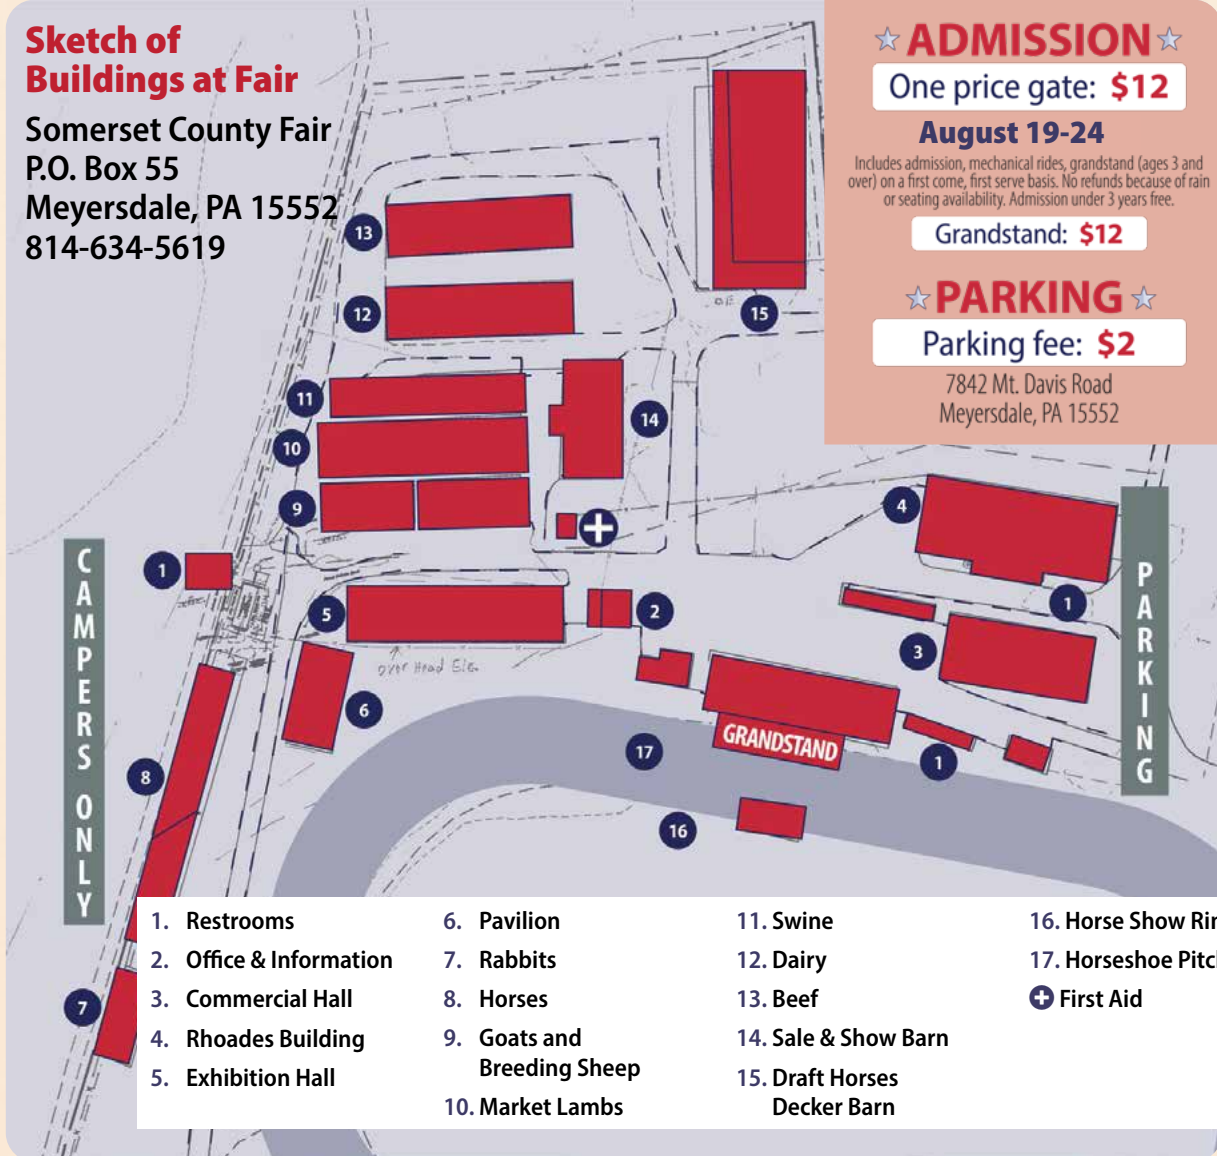 Sketch of
Buildings at Fair
Somerset County Fair
P.O. Box 55
Meyersdale, PA 15552
814-634-5619
ADMISSION
One price gate: $12
August 19-24
Includes admission, mechanical rides, grandstand (ages 3 and
over) on a first come, first serve basis. No refunds because of rain
or seating availability. Admission under 3 years free.
Grandstand: $12
PARKING
Parking fee: $2
7842 Mt. Davis Road
Meyersdale, PA 15552
13
12
15
11
14
10
9
4
1
5
2
1
3
over Head Ele.
6
17
GRANDSTAND
1
8
16
7
CAMPERS ONLY
PARKING
1. Restrooms
2. Office & Information
3. Commercial Hall
4. Rhoades Building
5. Exhibition Hall
6. Pavilion
7. Rabbits
8. Horses
9. Goats and
Breeding Sheep
10. Market Lambs
11. Swine
12. Dairy
13. Beef
14. Sale & Show Barn
15. Draft Horses
Decker Barn
16. Horse Show
17. Horseshoe
First Aid